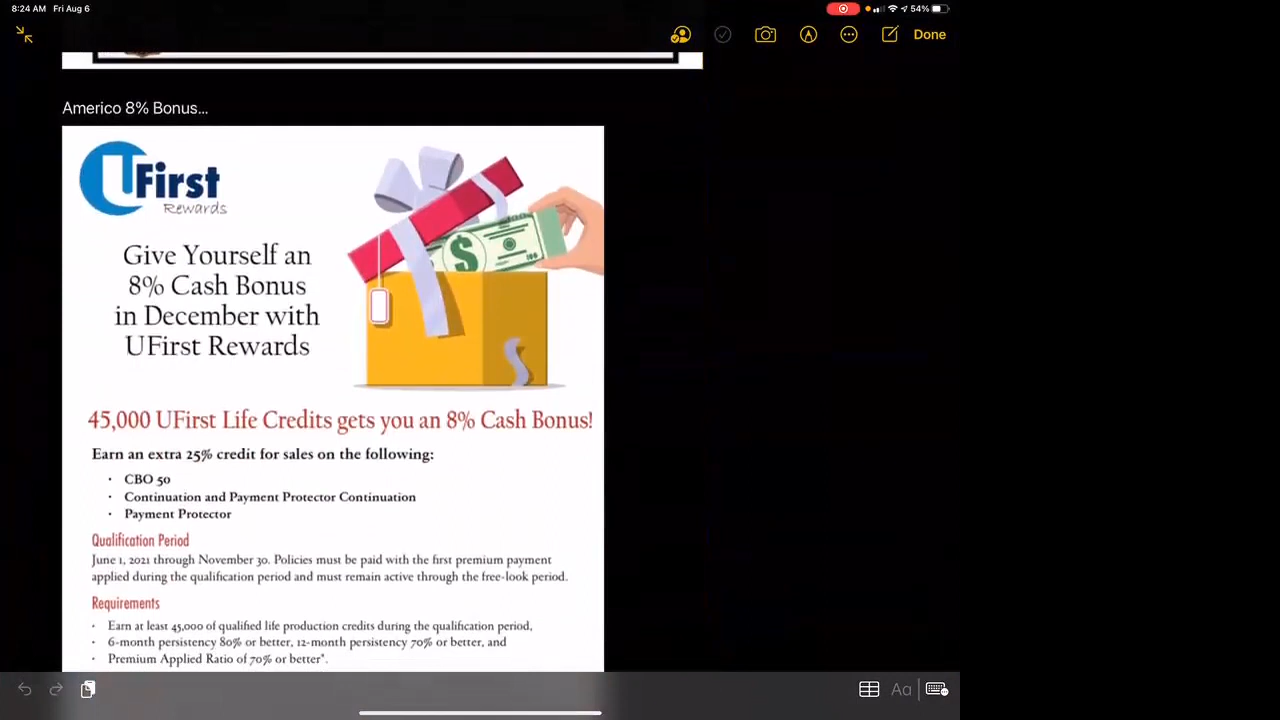 8:24 AM Fri Aug 6
54%
Done
Americo 8% Bonus...
UFirst
Rewards
Give Yourself an
8% Cash Bonus
in December with
UFirst Rewards
$
100
45,000 UFirst Life Credits gets you an 8% Cash Bonus!
Earn an extra 25% credit for sales on the following:
· CBO 50
· Continuation and Payment Protector Continuation
· Payment Protector
Qualification Period
June 1, 2021 through November 30. Policies must be paid with the first premium payment
applied during the qualification period and must remain active through the free-look period.
Requirements
· Earn at least 45,000 of qualified life production credits during the qualification period,
· 6-month persistency 80% or better, 12-month persistency 70% or better, and
· Premium Applied Ratio of 70% or better*.
Aa